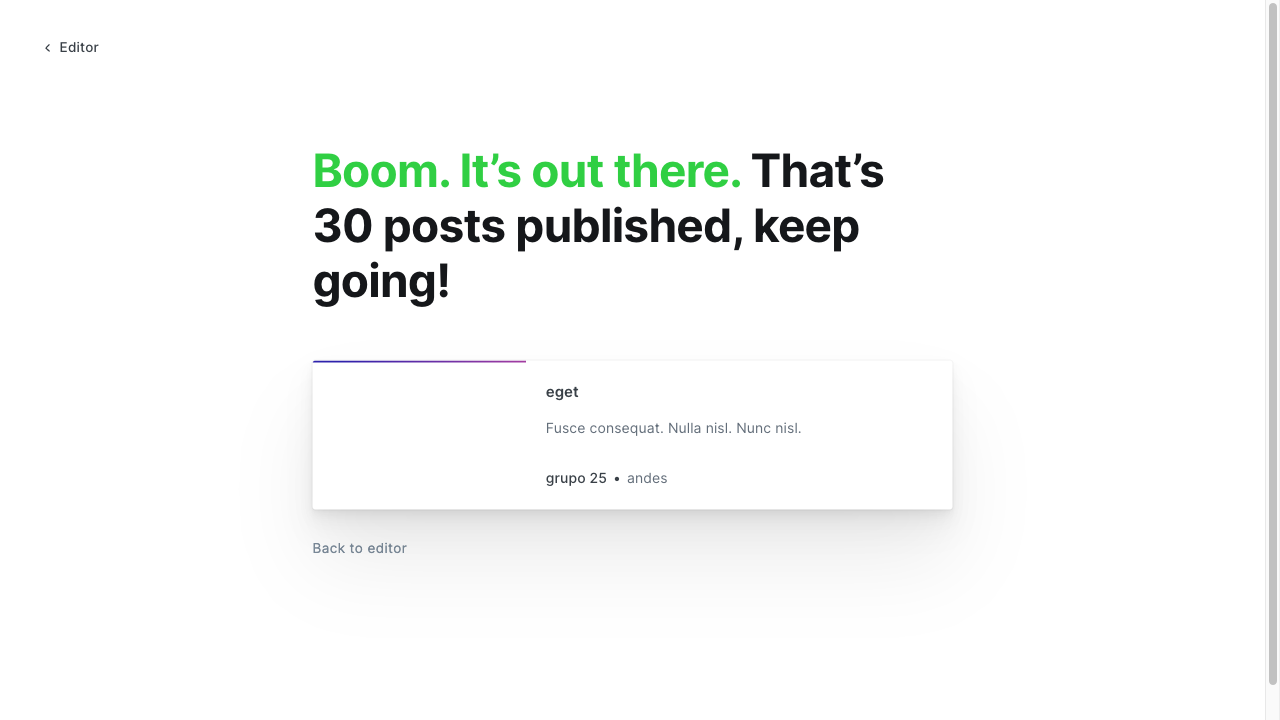 Editor
Boom. It’s out there. That’s
30 posts published, keep
going!
eget
Fusce consequat. Nulla nisl. Nunc nisl.
grupo 25 • andes
Back to editor